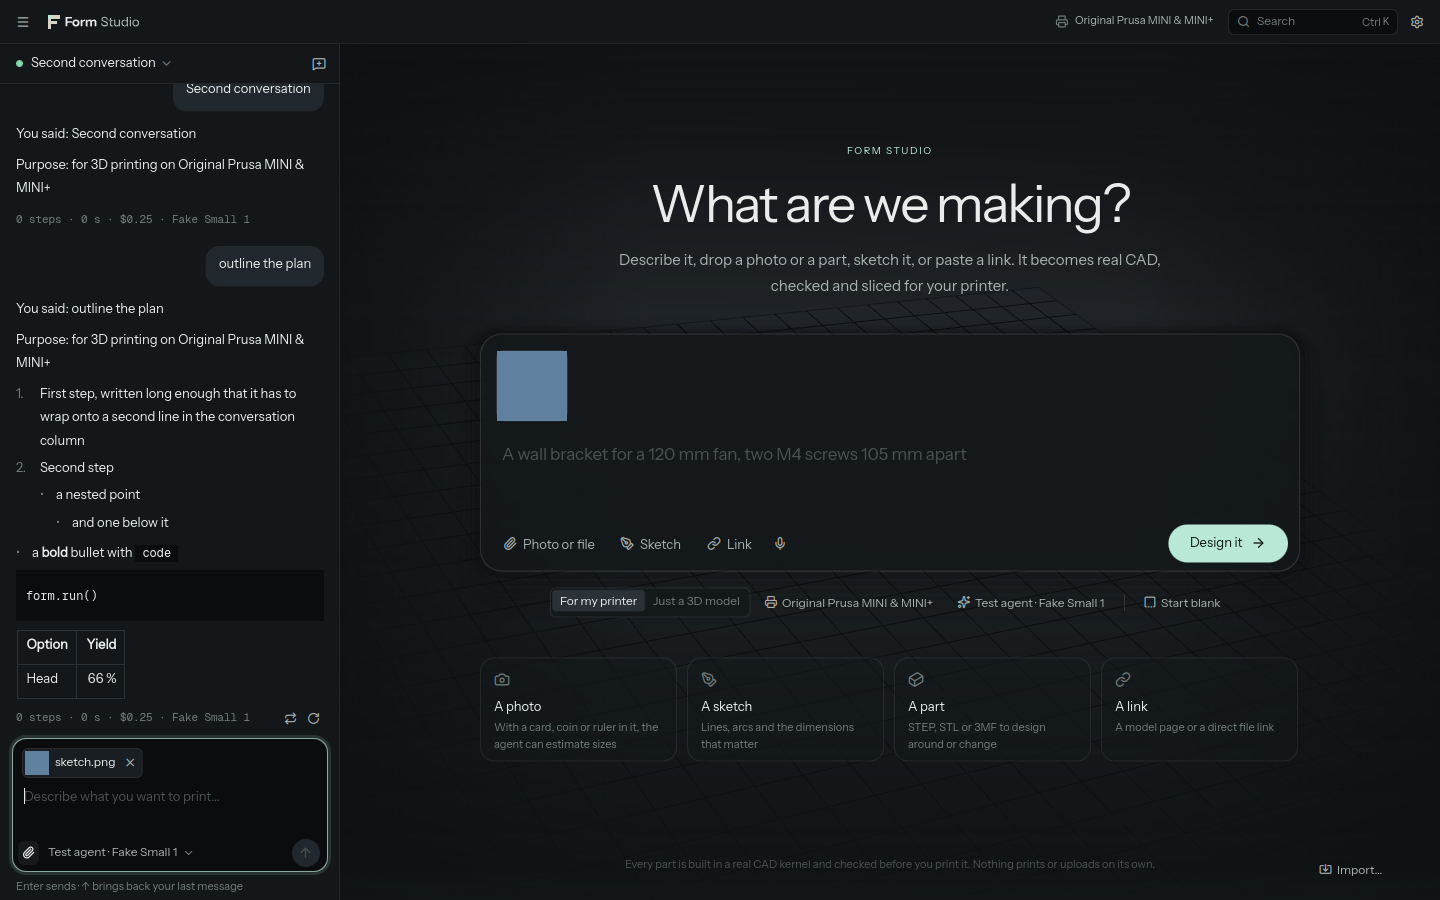 Form Studio
Original Prusa MINI & MINI+
Search
Ctrl K
Second conversation
Second conversation
You said: Second conversation
Purpose: for 3D printing on Original Prusa MINI &
MINI+
0 steps · 0 s · $0.25 · Fake Small 1
outline the plan
You said: outline the plan
Purpose: for 3D printing on Original Prusa MINI &
MINI+
1. First step, written long enough that it has to
wrap onto a second line in the conversation
column
2. Second step
· a nested point
· and one below it
· a bold bullet with code
form.run()
Option Yield
Head 66 %
0 steps · 0 s · $0.25 · Fake Small 1
sketch.png
Describe what you want to print...
Test agent · Fake Small 1
Enter sends · ↑ brings back your last message
FORM STUDIO
What are we making?
Describe it, drop a photo or a part, sketch it, or paste a link. It becomes real CAD,
checked and sliced for your printer.
A wall bracket for a 120 mm fan, two M4 screws 105 mm apart
Photo or file
Sketch
Link
Design it →
For my printer
Just a 3D model
Original Prusa MINI & MINI+
Test agent · Fake Small 1
Start blank
A photo
With a card, coin or ruler in it, the
agent can estimate sizes
A sketch
Lines, arcs and the dimensions
that matter
A part
STEP, STL or 3MF to design
around or change
A link
A model page or a direct file link
Every part is built in a real CAD kernel and checked before you print it. Nothing prints or uploads on its own.
Import...